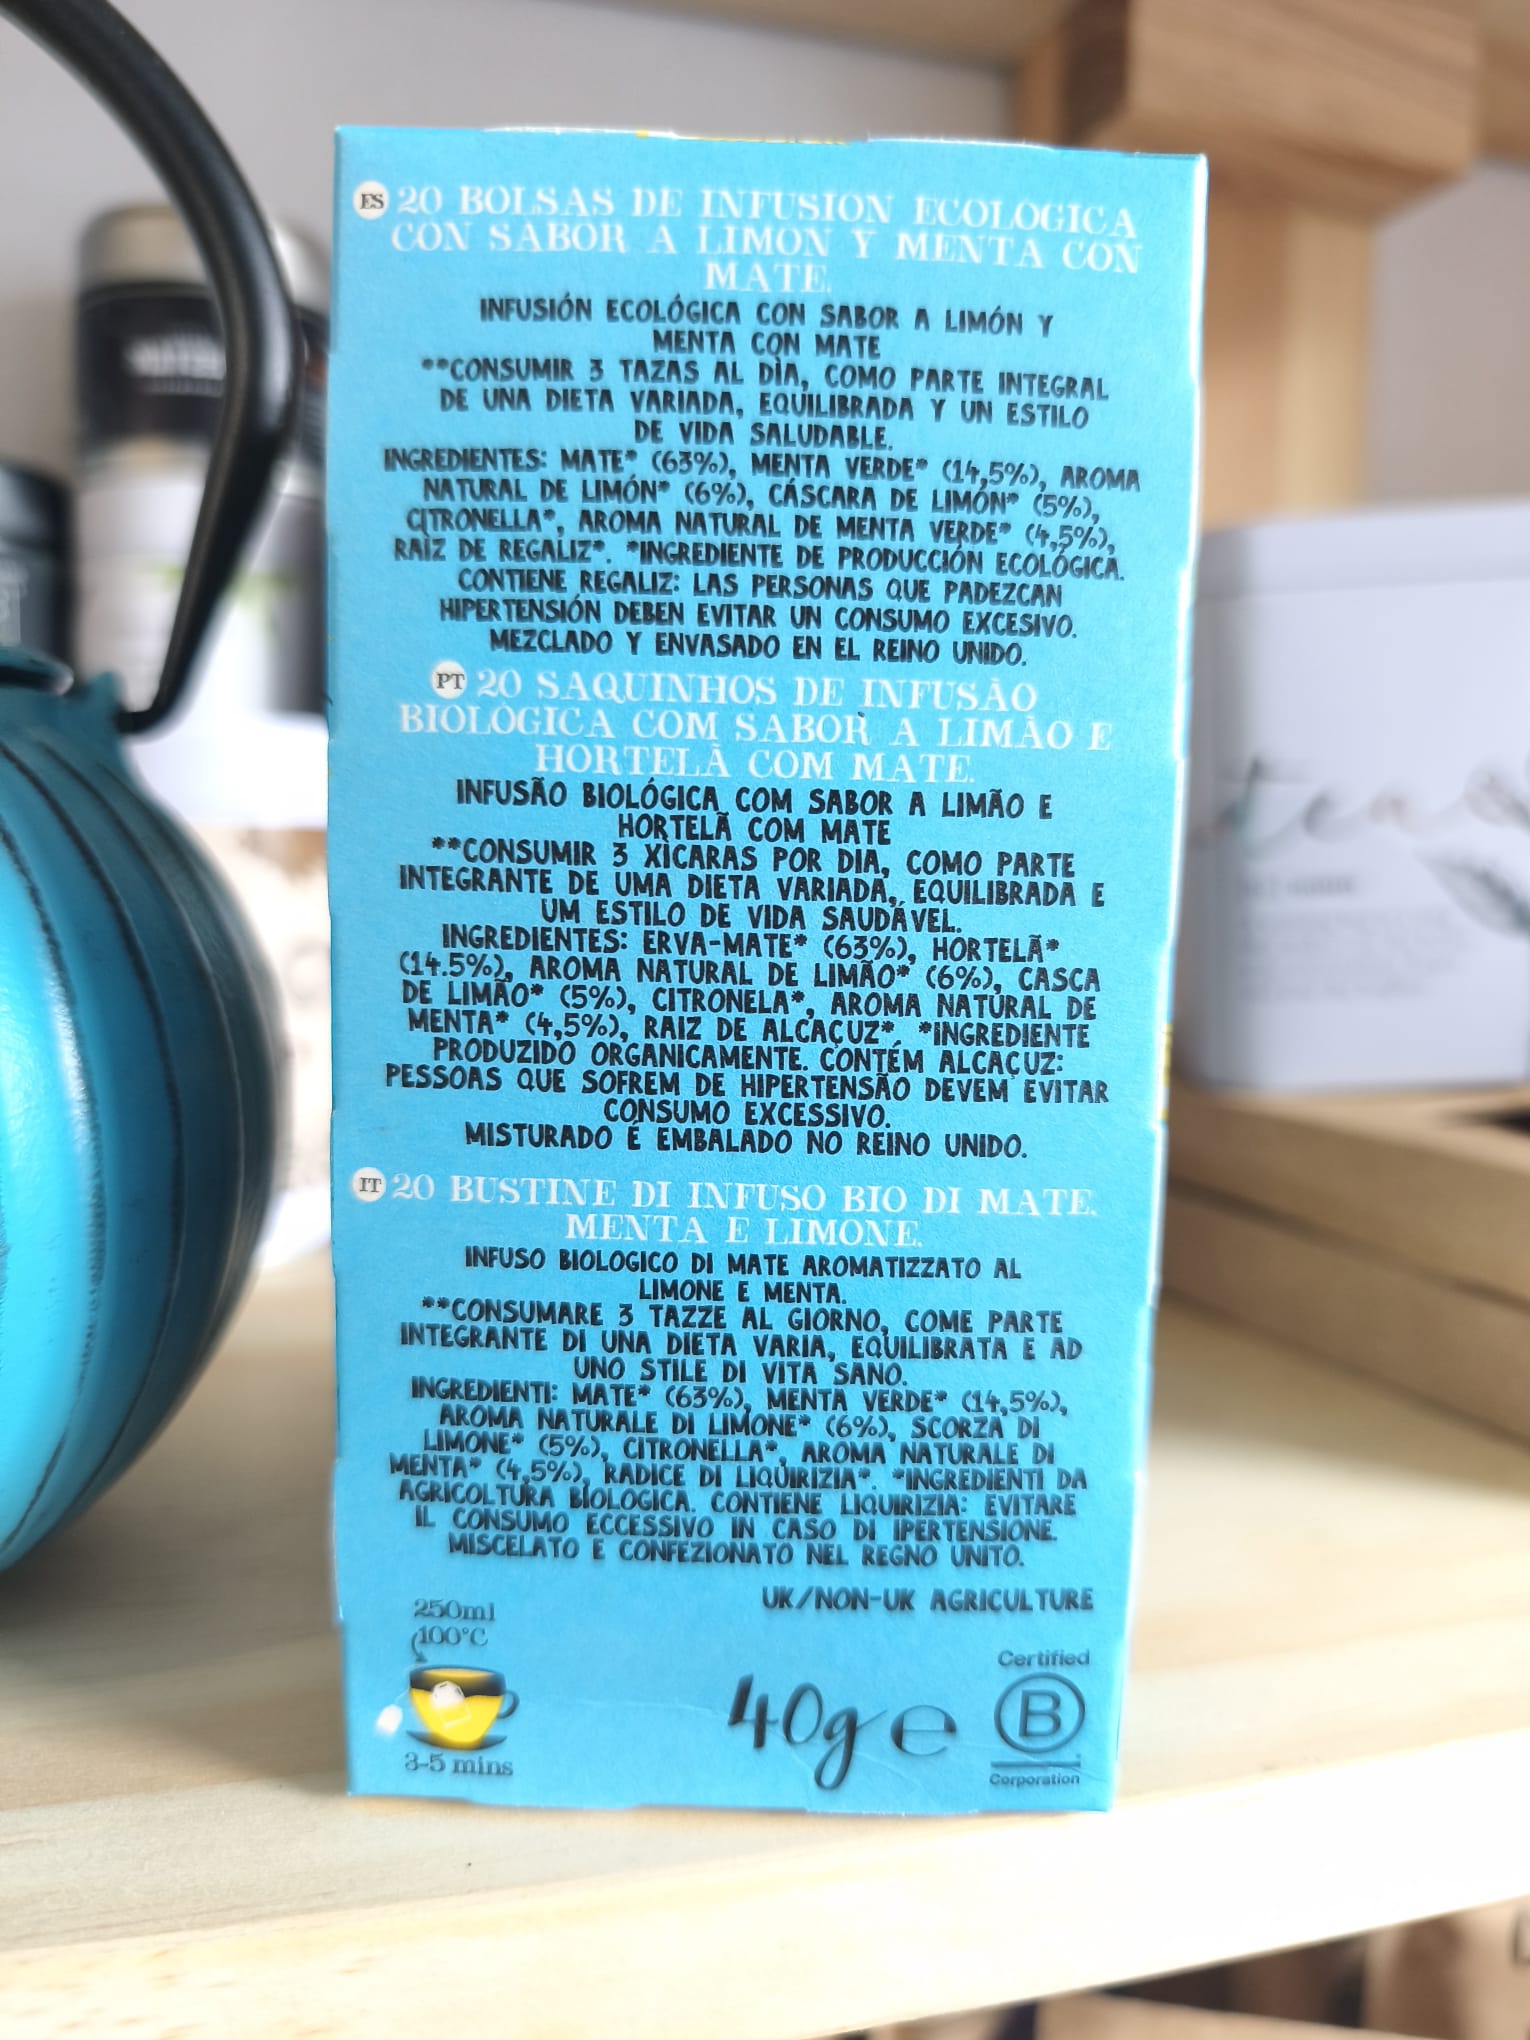 ES 20 BOLSAS DE INFUSION ECOLOGICA
CON SABOR A LIMON Y MENTA CON
MATE.
INFUSIÓN ECOLÓGICA CON SABOR A LIMÓN Y
MENTA CON MATE
**CONSUMIR 3 TAZAS AL DÌA, COMO PARTE INTEGRAL
DE UNA DIETA VARIADA, EQUILIBRADA Y UN ESTILO
DE VIDA SALUDABLE.
INGREDIENTES: MATE* (63%), MENTA VERDE* (14,5%), AROMA
NATURAL DE LIMÓN* (6%), CÁSCARA DE LIMÓN* (5%),
CITRONELLA*, AROMA NATURAL DE MENTA VERDE* (4,5%),
RAÌZ DE REGALIZ*. *INGREDIENTE DE PRODUCCIÓN ECOLÓGICA.
CONTIENE REGALIZ: LAS PERSONAS QUE PADEZCAN
HIPERTENSIÓN DEBEN EVITAR UN CONSUMO EXCESIVO.
MEZCLADO Y ENVASADO EN EL REINO UNIDO.
PT 20 SAQUINHOS DE INFUSÃO
BIOLÓGICA COM SABOR A LIMÃO E
HORTELÃ COM MATE.
INFUSÃO BIOLÓGICA COM SABOR A LIMÃO E
HORTELÃ COM MATE
**CONSUMIR 3 XÌCARAS POR DIA, COMO PARTE
INTEGRANTE DE UMA DIETA VARIADA, EQUILIBRADA E
UM ESTILO DE VIDA SAUDÁVEL.
INGREDIENTES: ERVA-MATE* (63%), HORTELÃ*
(14.5%), AROMA NATURAL DE LIMÃO* (6%), CASCA
DE LIMÃO* (5%), CITRONELA*, AROMA NATURAL DE
MENTA* (4,5%), RAIZ DE ALCAÇUZ*. *INGREDIENTE
PRODUZIDO ORGANICAMENTE. CONTÉM ALCAÇUZ:
PESSOAS QUE SOFREM DE HIPERTENSÃO DEVEM EVITAR
CONSUMO EXCESSIVO.
MISTURADO E EMBALADO NO REINO UNIDO.
IT 20 BUSTINE DI INFUSO BIO DI MATE,
MENTA E LIMONE.
INFUSO BIOLOGICO DI MATE AROMATIZZATO AL
LIMONE E MENTA.
**CONSUMARE 3 TAZZE AL GIORNO, COME PARTE
INTEGRANTE DI UNA DIETA VARIA, EQUILIBRATA E AD
UNO STILE DI VITA SANO.
INGREDIENTI: MATE* (63%), MENTA VERDE* (14,5%),
AROMA NATURALE DI LIMONE* (6%), SCORZA DI
LIMONE* (5%), CITRONELLA*, AROMA NATURALE DI
MENTA* (4,5%), RADICE DI LIQUIRIZIA*. *INGREDIENTI DA
AGRICOLTURA BIOLOGICA. CONTIENE LIQUIRIZIA: EVITARE
IL CONSUMO ECCESSIVO IN CASO DI IPERTENSIONE.
MISCELATO E CONFEZIONATO NEL REGNO UNITO.
UK/NON-UK AGRICULTURE
250ml
100°C
3-5 mins
40g e
Certified
B
Corporation
tea